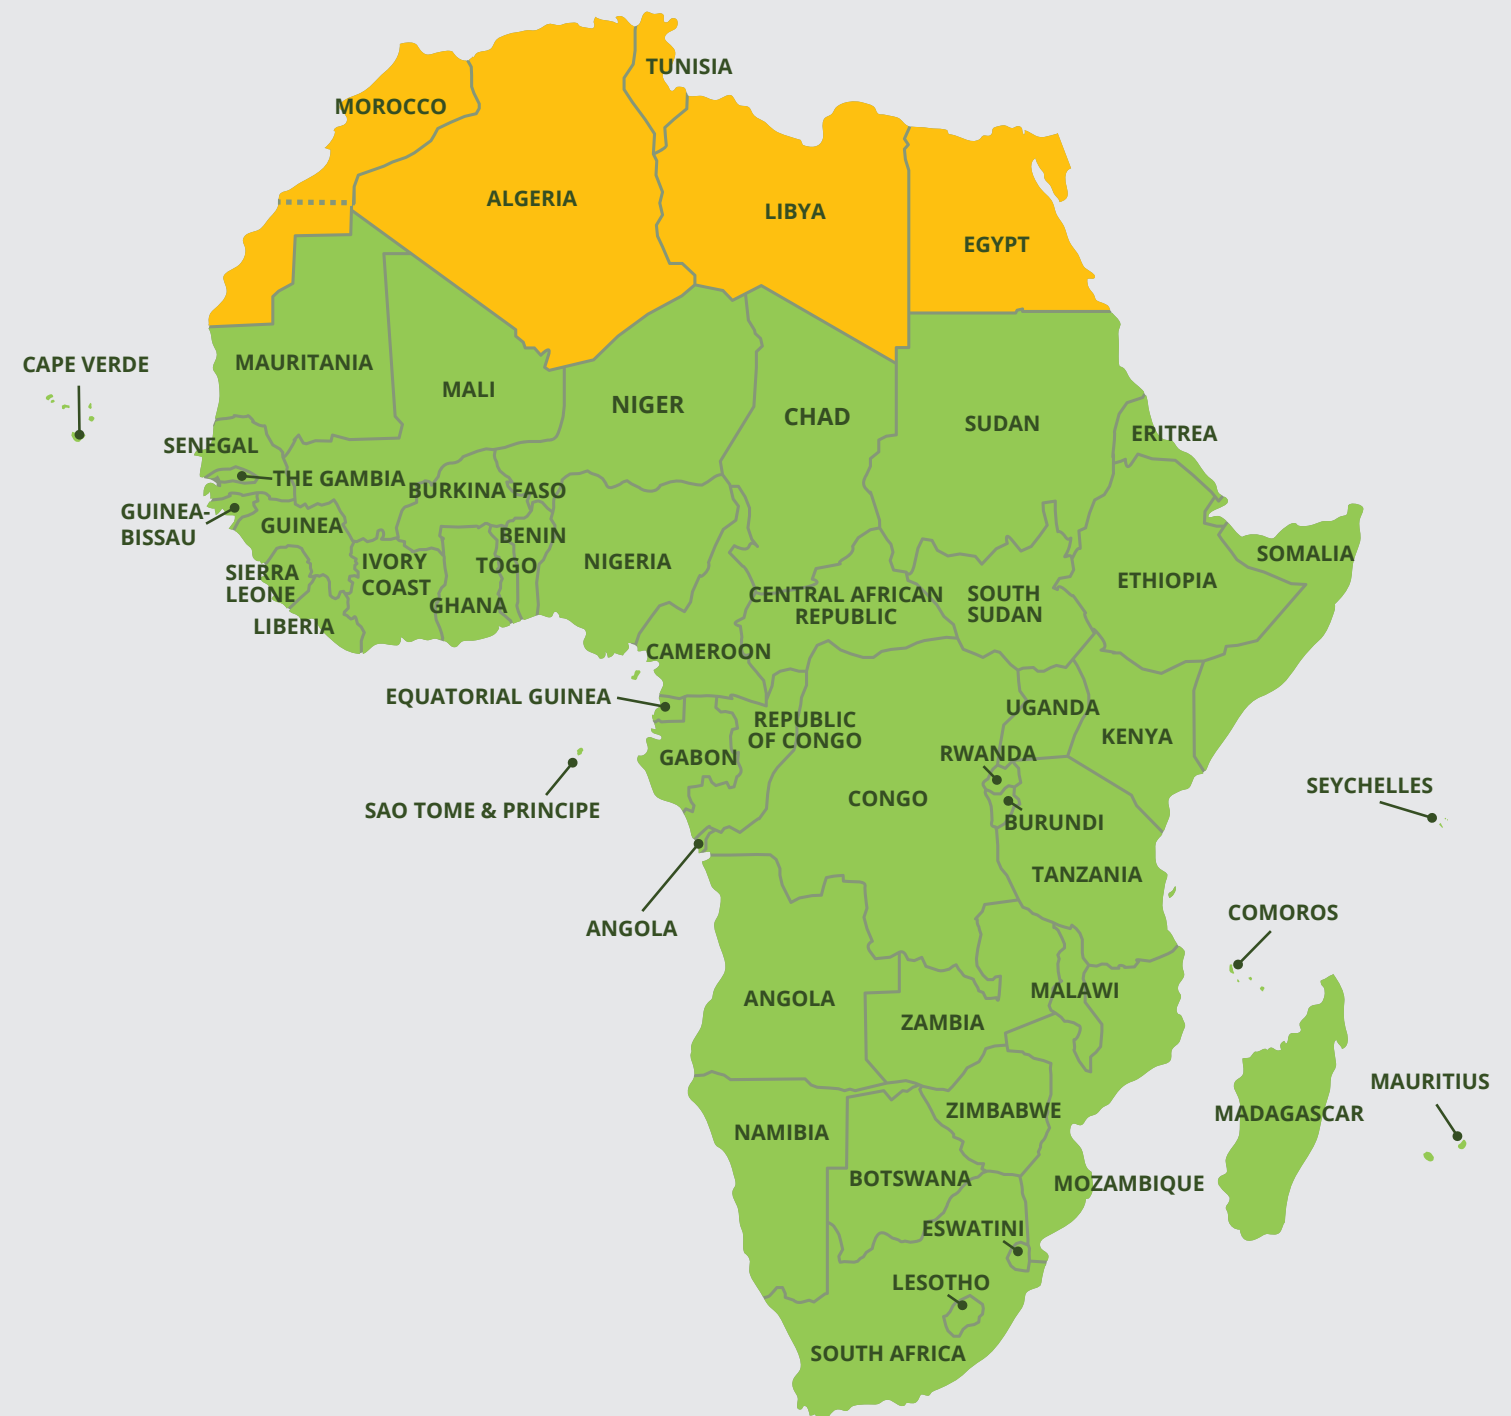 TUNISIA
MOROCCO
ALGERIA
LIBYA
EGYPT
CAPE VERDE
MAURITANIA
MALI
NIGER
CHAD
SUDAN
ERITREA
SENEGAL
THE GAMBIA
BURKINA FASO
GUINEA-
BISSAU
GUINEA
BENIN
NIGERIA
SOMALIA
IVORY
COAST
TOGO
SIERRA
LEONE
ETHIOPIA
CENTRAL AFRICAN
REPUBLIC
SOUTH
SUDAN
GHANA
LIBERIA
CAMEROON
EQUATORIAL GUINEA
UGANDA
REPUBLIC
OF CONGO
KENYA
GABON
RWANDA
SEYCHELLES
CONGO
SAO TOME & PRINCIPE
BURUNDI
TANZANIA
COMOROS
ANGOLA
ANGOLA
MALAWI
ZAMBIA
MAURITIUS
ZIMBABWE
MADAGASCAR
NAMIBIA
BOTSWANA
MOZAMBIQUE
ESWATINI
LESOTHO
SOUTH AFRICA